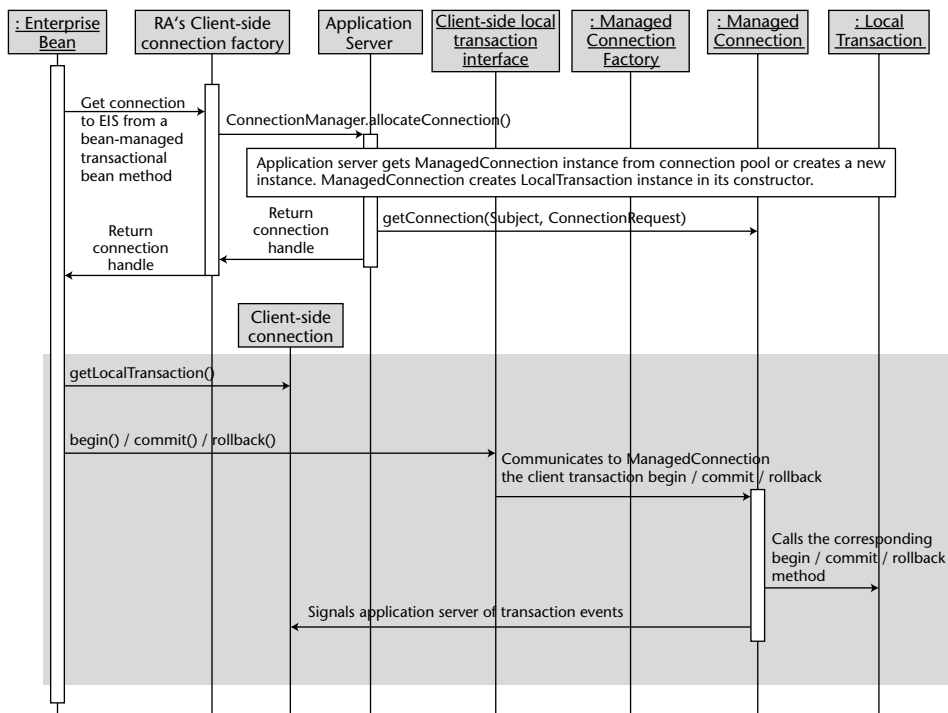 : Enterprise
Bean
RA's Client-side
connection factory
Application
Server
Client-side local
transaction
interface
: Managed
Connection
Factory
: Managed
Connection
: Local
Transaction
Get connection
to EIS from a
bean-managed
transactional
bean method
ConnectionManager.allocateConnection()
Application server gets ManagedConnection instance from connection pool or creates a new
instance. ManagedConnection creates LocalTransaction instance in its constructor.
getConnection(Subject, ConnectionRequest)
Return
connection
handle
Return
connection
handle
Client-side
connection
getLocalTransaction()
begin() / commit() / rollback()
Communicates to ManagedConnection
the client transaction begin / commit / rollback
Calls the corresponding
begin / commit / rollback
method
Signals application server of transaction events